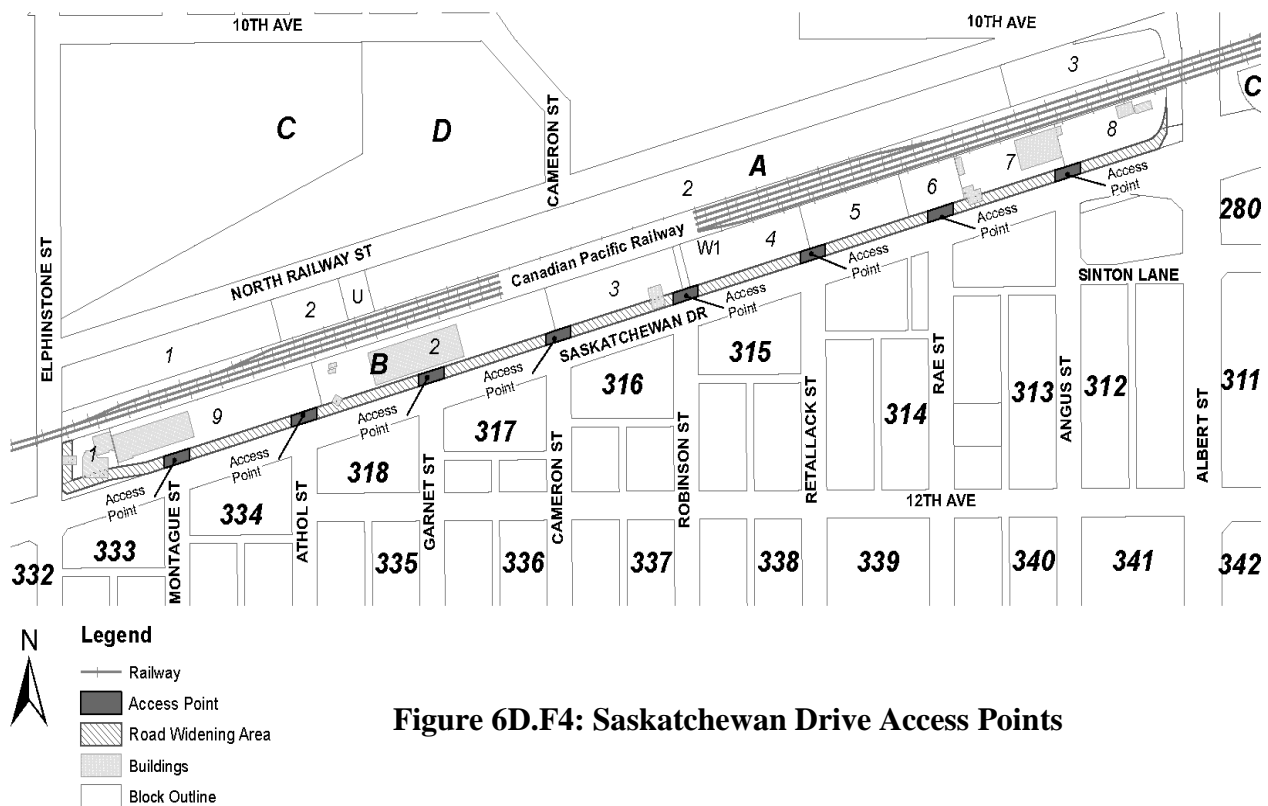 10TH AVE
10TH AVE
3
C
C
D
CAMERON ST
A
8
7
2
Access
Point
6
280
ELPHINSTONE ST
NORTH RAILWAY ST
Canadian Pacific Railway
5
Access
Point
W1
4
2
U
3
Access
Point
SINTON LANE
Access
Point
SASKATCHEWAN DR
1
B
2
315
RAE ST
Access
Point
316
313
312
311
ANGUS ST
9
Access
Point
317
314
RETALLACK ST
ALBERT ST
1
Access
Point
318
GARNET ST
CAMERON ST
ROBINSON ST
12TH AVE
Access
Point
334
ATHOL ST
333
MONTAGUE ST
332
335
336
337
338
339
340
341
342
N
Legend
Railway
Access Point
Road Widening Area
Buildings
Block Outline
Figure 6D.F4: Saskatchewan Drive Access Points